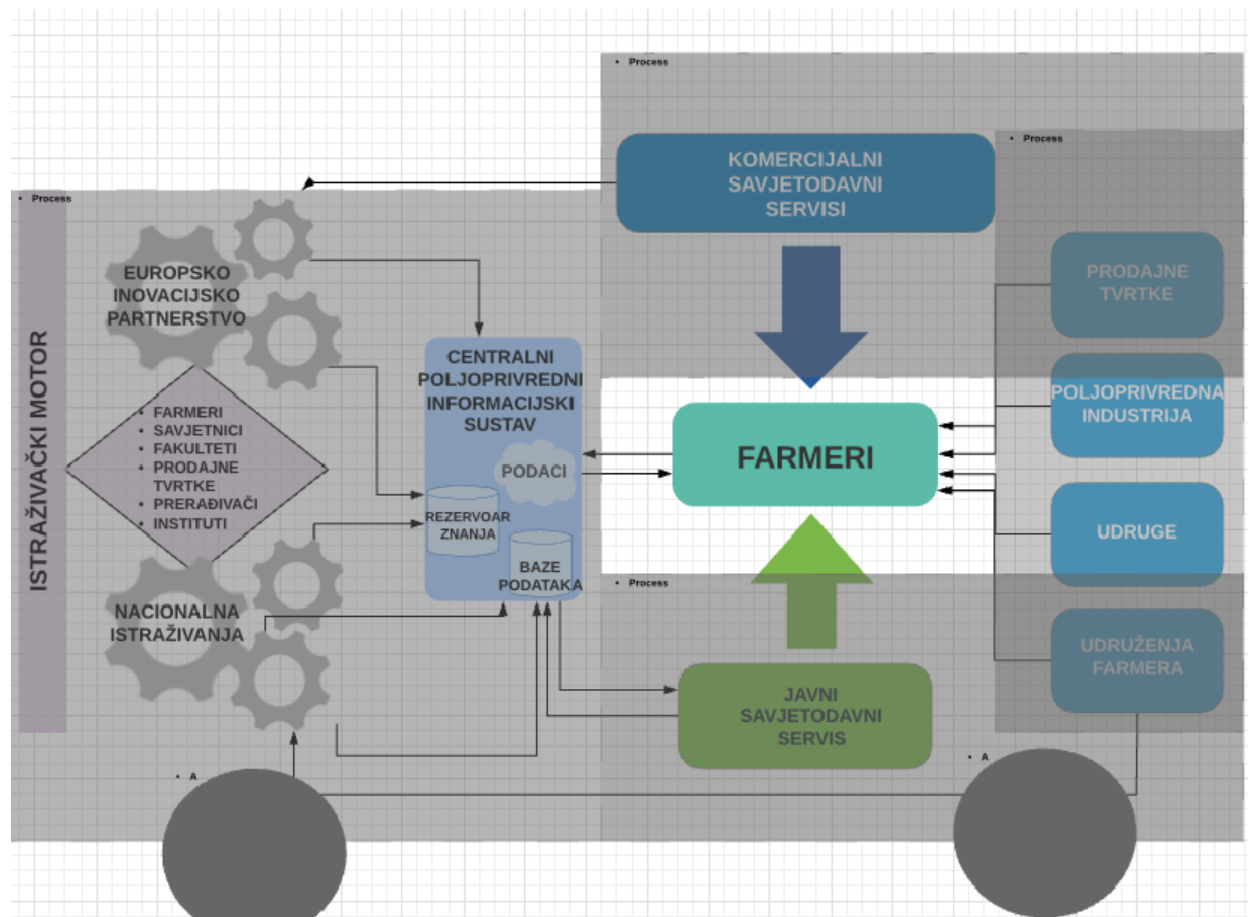 • Process
• Process
• Process
KOMERCIJALNI
SAVJETODAVNI
SERVISI
PRODAJNE
TVRTKE
POLJOPRIVREDNA
INDUSTRIJA
UDRUGE
UDRUŽENJA
FARMERA
ISTRAŽIVAČKI MOTOR
EUROPSKO
INOVACIJSKO
PARTNERSTVO
• FARMERI
• SAVJETNICI
• FAKULTETI
• PRODAJNE
TVRTKE
• PRERAĐIVAČI
• INSTITUTI
NACIONALNA
ISTRAŽIVANJA
CENTRALNI
POLJOPRIVREDNI
INFORMACIJSKI
SUSTAV
PODACI
REZERVOAR
ZNANJA
BAZE
PODATAKA
FARMERI
• Process
JAVNI
SAVJETODAVNI
SERVIS
• A
• A